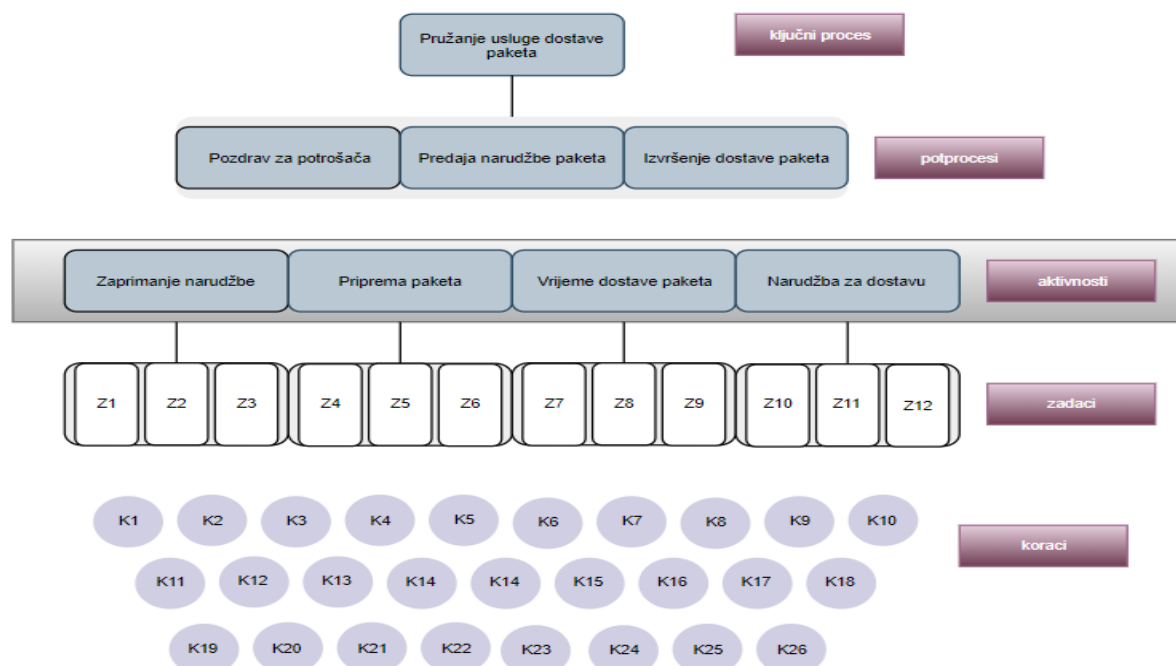 Pružanje usluge dostave
paketa
ključni proces
Pozdrav za potrošača
Predaja narudžbe paketa
Izvršenje dostave paketa
potprocesi
Zaprimanje narudžbe
Priprema paketa
Vrijeme dostave paketa
Narudžba za dostavu
aktivnosti
Z1 Z2 Z3 Z4 Z5 Z6 Z7 Z8 Z9 Z10 Z11 Z12
zadaci
K1 K2 K3 K4 K5 K6 K7 K8 K9 K10
koraci
K11 K12 K13 K14 K14 K15 K16 K17 K18
K19 K20 K21 K22 K23 K24 K25 K26